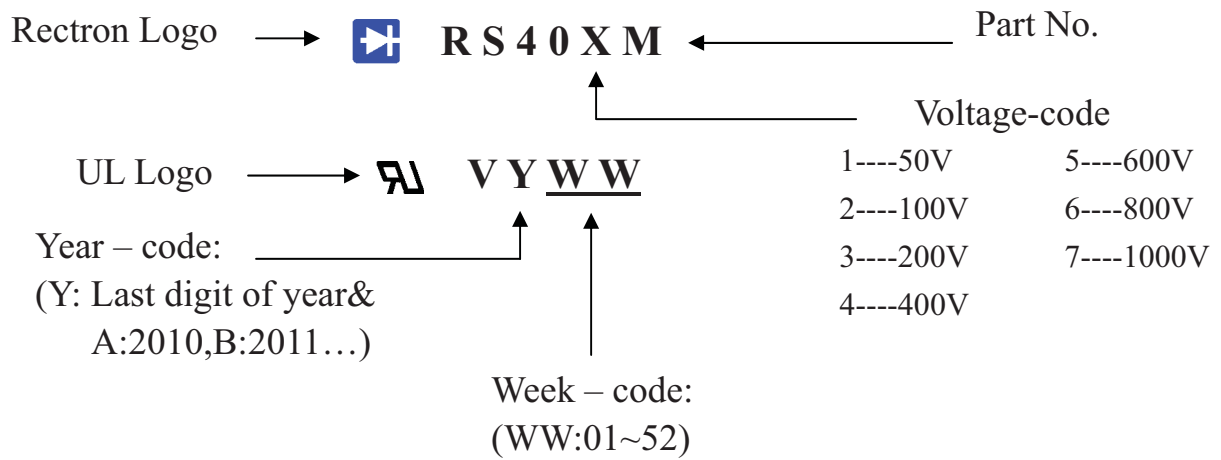 Rectron Logo
R S 4 0 X M
Part No.
Voltage-code
1----50V 5----600V
2----100V 6----800V
3----200V 7----1000V
4----400V
UL Logo
V Y W W
Year – code:
(Y: Last digit of year&
A:2010,B:2011…)
Week – code:
(WW:01~52)